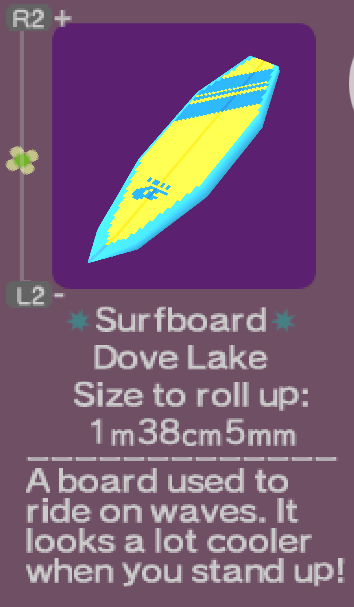 R2 +
L2 -
Surfboard
Dove Lake
Size to roll up:
1m38cm5mm
A board used to
ride on waves. It
looks a lot cooler
when you stand up!